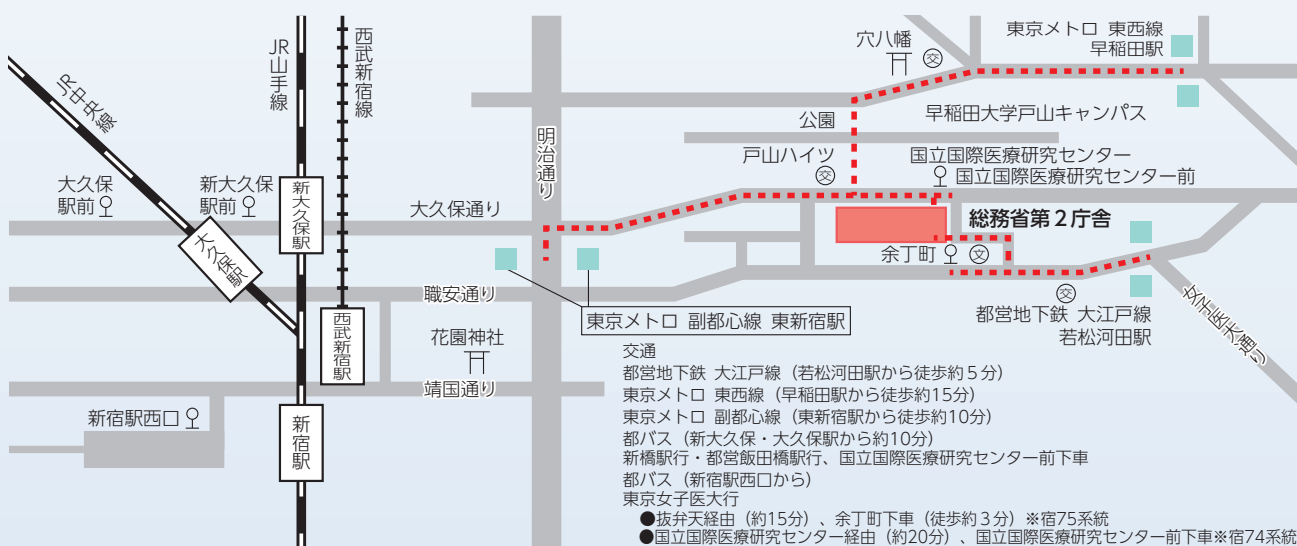 JR中央線
JR山手線
西武新宿線
明治通り
穴八幡
交
東京メトロ 東西線
早稲田駅
公園
早稲田大学戸山キャンパス
戸山ハイツ
交
国立国際医療研究センター
国立国際医療研究センター前
大久保
駅前
新大久保
駅前
新大久保駅
大久保通り
大久保駅
総務省第2庁舎
余丁町
文
職安通り
交
都営地下鉄 大江戸線
若松河田駅
女子医大通り
東京メトロ 副都心線 東新宿駅
西武新宿駅
花園神社
靖国通り
新宿駅西口
新宿駅
交通
都営地下鉄 大江戸線（若松河田駅から徒歩約5分）
東京メトロ 東西線（早稲田駅から徒歩約15分）
東京メトロ 副都心線（東新宿駅から徒歩約10分）
都バス（新大久保・大久保駅から約10分）
新橋駅行・都営飯田橋駅行、国立国際医療研究センター前下車
都バス（新宿駅西口から）
東京女子医大行
●抜弁天経由（約15分）、余丁町下車（徒歩約3分）※宿75系統
●国立国際医療研究センター経由（約20分）、国立国際医療研究センター前下車※宿74系統